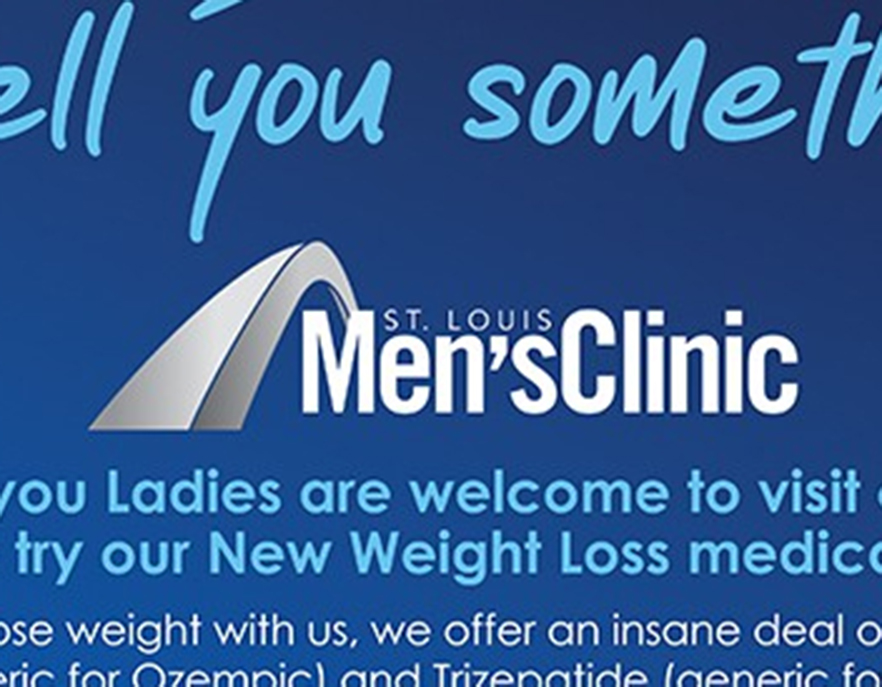 ell you someth
ST. LOUIS
Men'sClinic
you Ladies are welcome to visit
try our New Weight Loss medica
ose weight with us, we offer an insane deal o
eric for Ozempic) and Trizepatide (generic fo